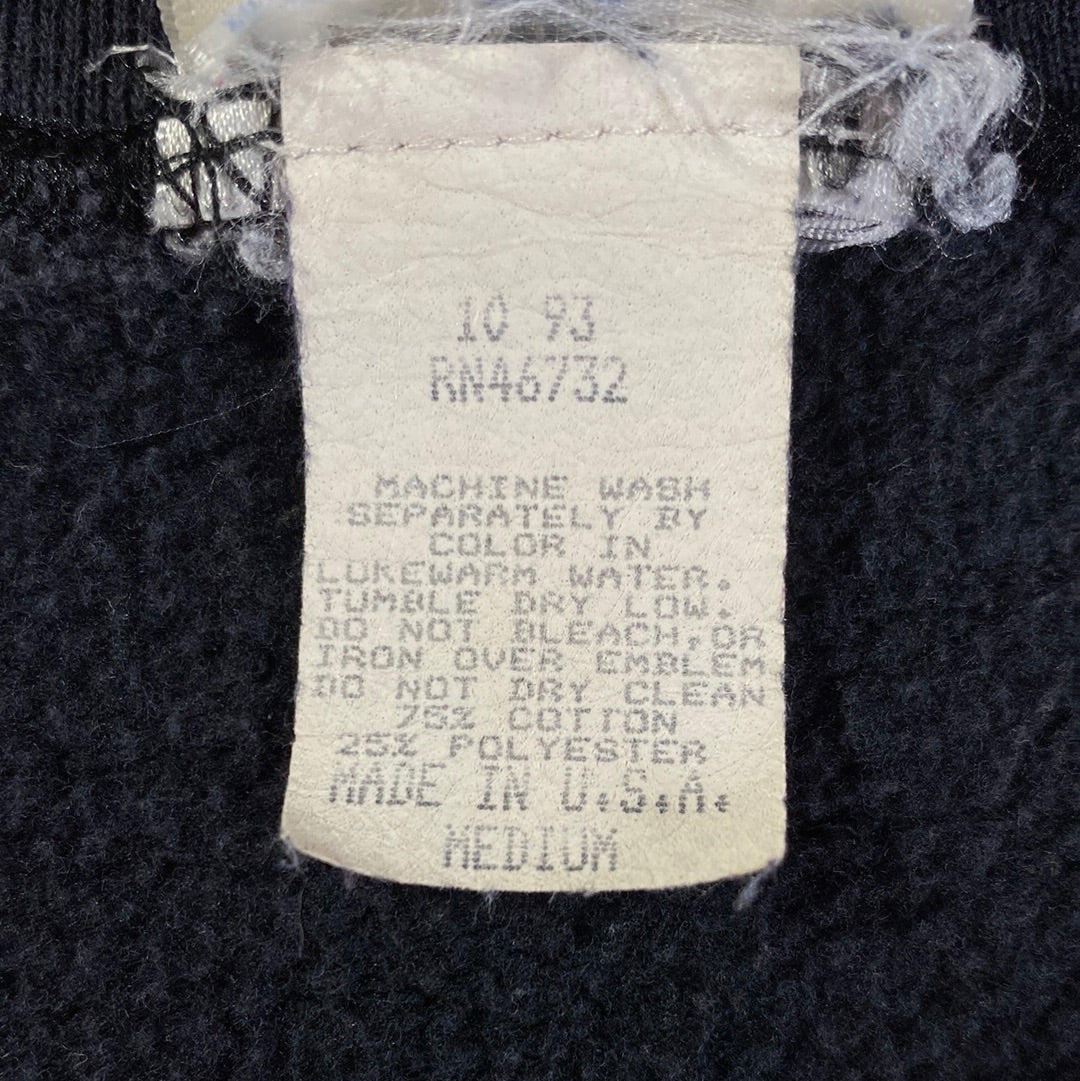 10 93
RN46732
MACHINE WASH
SEPARATELY BY
COLOR IN
LUKEWARM WATER.
TUMBLE DRY LOW.
DO NOT BLEACH,OR
IRON OVER EMBLEM
DO NOT DRY CLEAN
75% COTTON
25% POLYESTER
MADE IN U.S.A.
MEDIUM